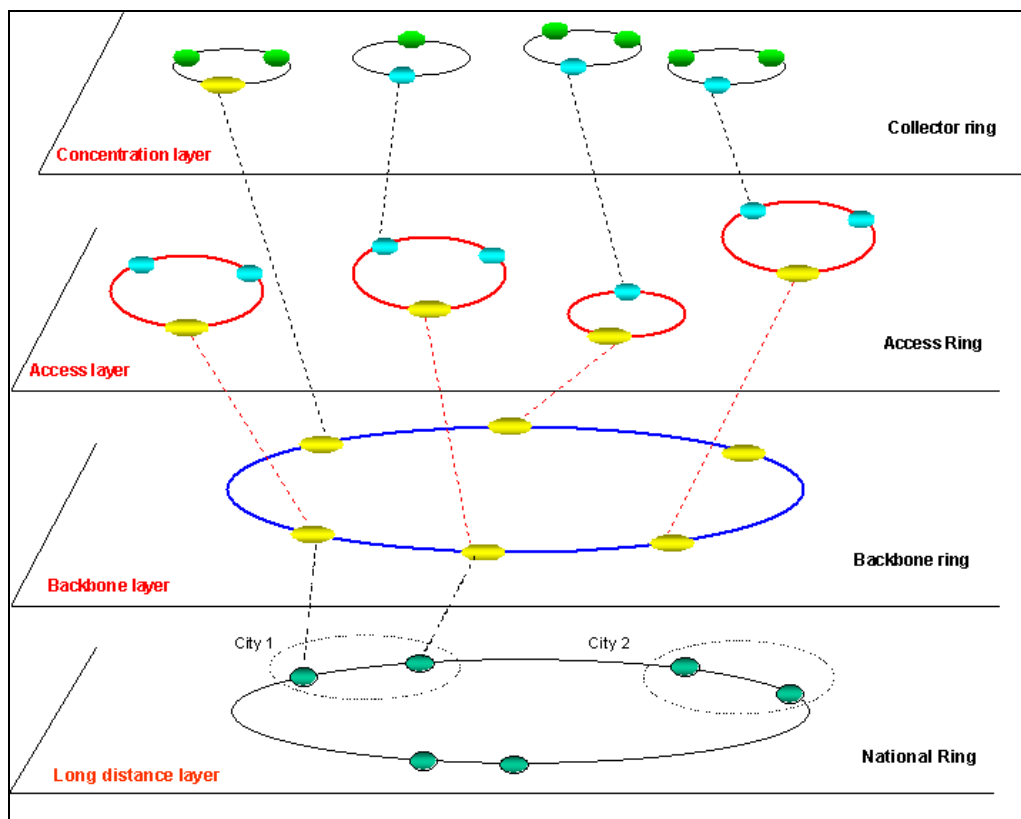 Collector ring
Concentration layer
Access Ring
Access layer
Backbone ring
Backbone layer
City 1
City 2
National Ring
Long distance layer